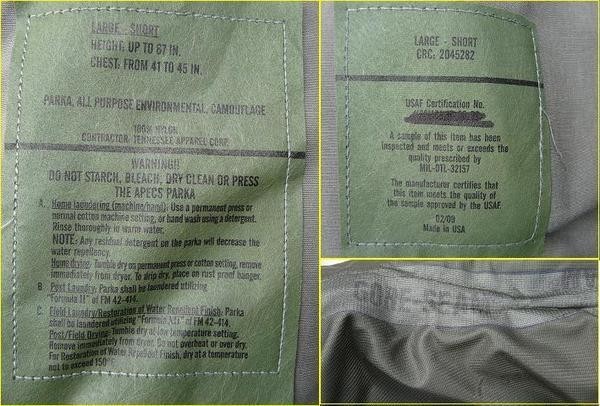 LARGE - SHORT
HEIGHT: UP TO 67 IN.
CHEST: FROM 41 TO 45 IN.
PARKA, ALL PURPOSE ENVIRONMENTAL, CAMOUFLAGE
100% NYLON
CONTRACTOR: TENNESSEE APPAREL CORP.
WARNING!!
DO NOT STARCH, BLEACH, DRY CLEAN OR PRESS
THE APECS PARKA
A. Home laundering (machine/hand): Use a permanent press or
normal cotton machine setting, or hand wash using a detergent.
Rinse thoroughly in warm water.
NOTE: Any residual detergent on the parka will decrease the
water repellency.
Home drying: Tumble dry on permanent press or cotton setting, remove
immediately from dryer. To drip dry, place on rust proof hanger.
B. Post Laundry: Parka shall be laundered utilizing
"Formula II" of FM 42-414.
C. Field Laundry/Restoration of Water Repellent Finish: Parka
shall be laundered utilizing "Formula XII" of FM 42-414.
Post/Field Drying: Tumble dry at low temperature setting.
Remove immediately from dryer. Do not overheat or over dry.
For Restoration of Water Repellent Finish, dry at a temperature
not to exceed 150°F
LARGE - SHORT
CRC: 2045282
USAF Certification No.
A sample of this item has been
inspected and meets or exceeds the
quality prescribed by
MIL-DTL-32157
The manufacturer certifies that
this item meets the quality of
the sample approved by the USAF.
02/09
Made in USA
GORE-SEAM